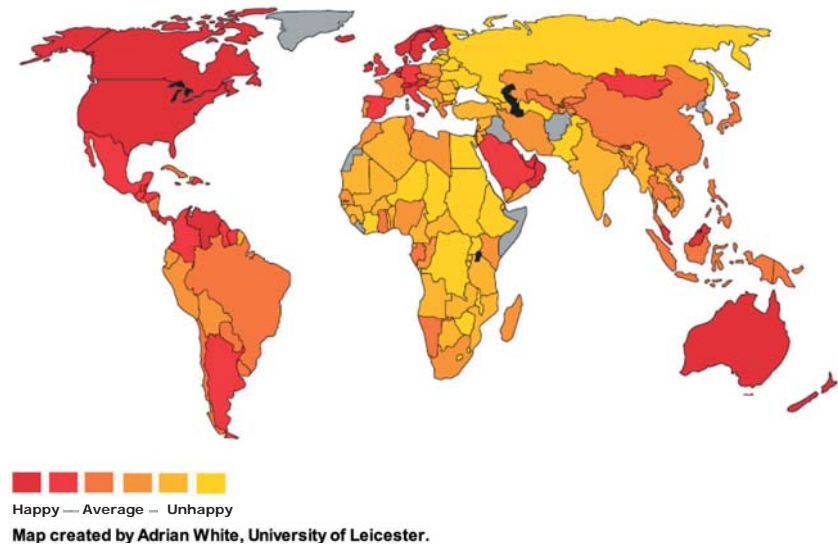 Happy — Average — Unhappy
Map created by Adrian White, University of Leicester.